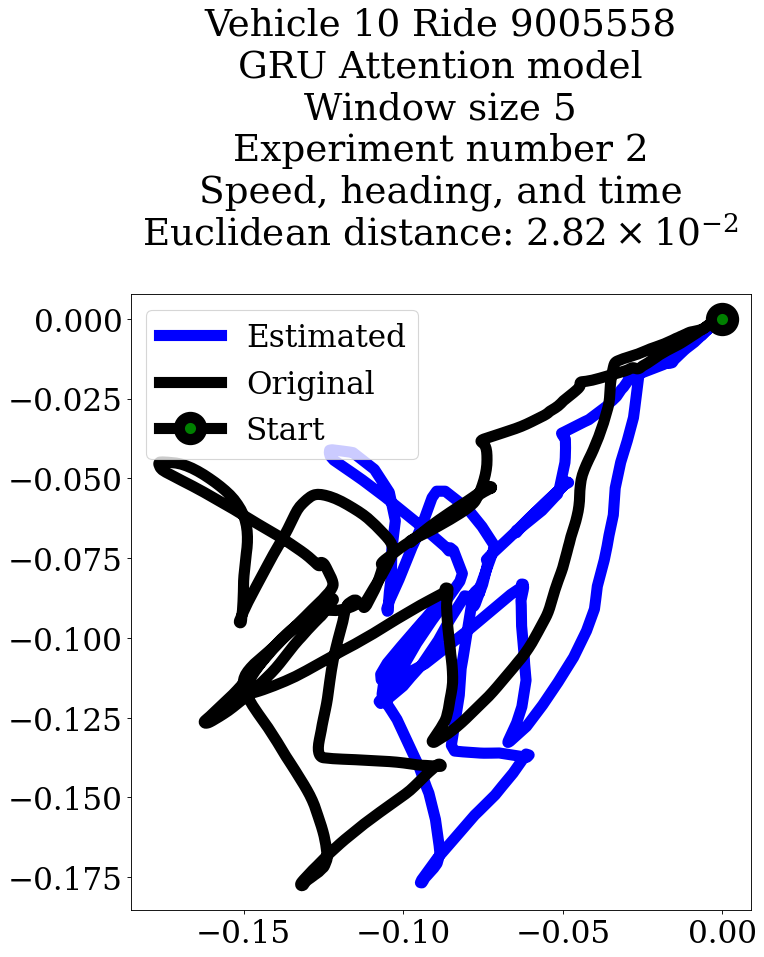 Vehicle 10 Ride 9005558
GRU Attention model
Window size 5
Experiment number 2
Speed, heading, and time
Euclidean distance: 2.82 × 10⁻²
Estimated
Original
Start
0.000
−0.025
−0.050
−0.075
−0.100
−0.125
−0.150
−0.175
−0.15 −0.10 −0.05 0.00